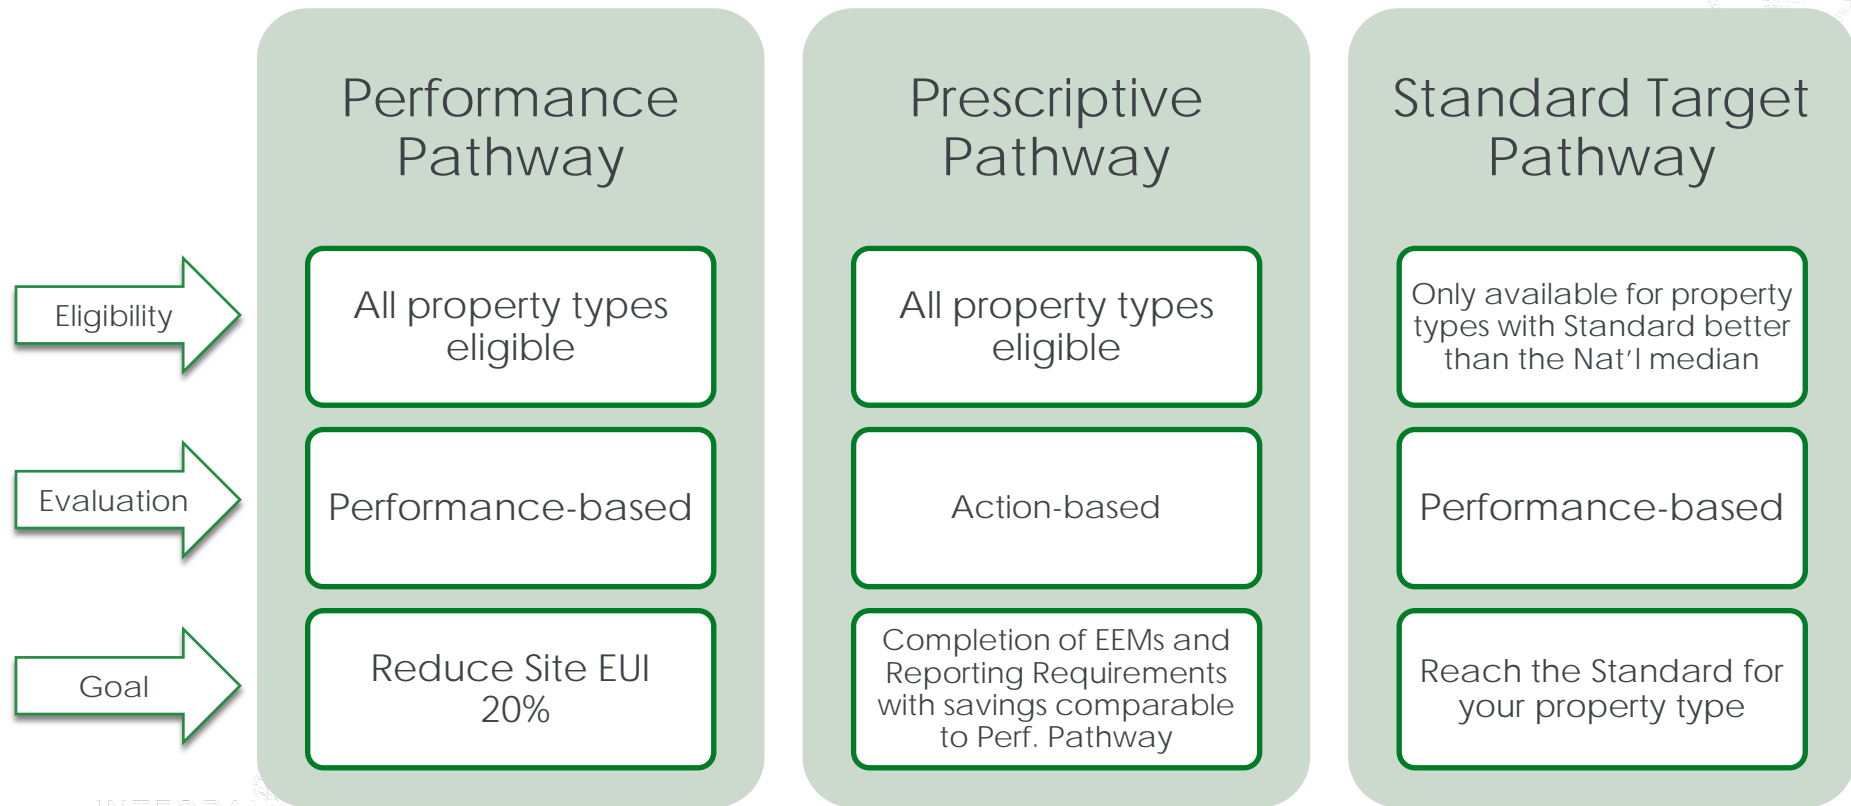 Performance
Pathway
Prescriptive
Pathway
Standard Target
Pathway
Eligibility
All property types
eligible
All property types
eligible
Only available for property
types with Standard better
than the Nat'l median
Evaluation
Performance-based
Action-based
Performance-based
Goal
Reduce Site EUI
20%
Completion of EEMs and
Reporting Requirements
with savings comparable
to Perf. Pathway
Reach the Standard for
your property type